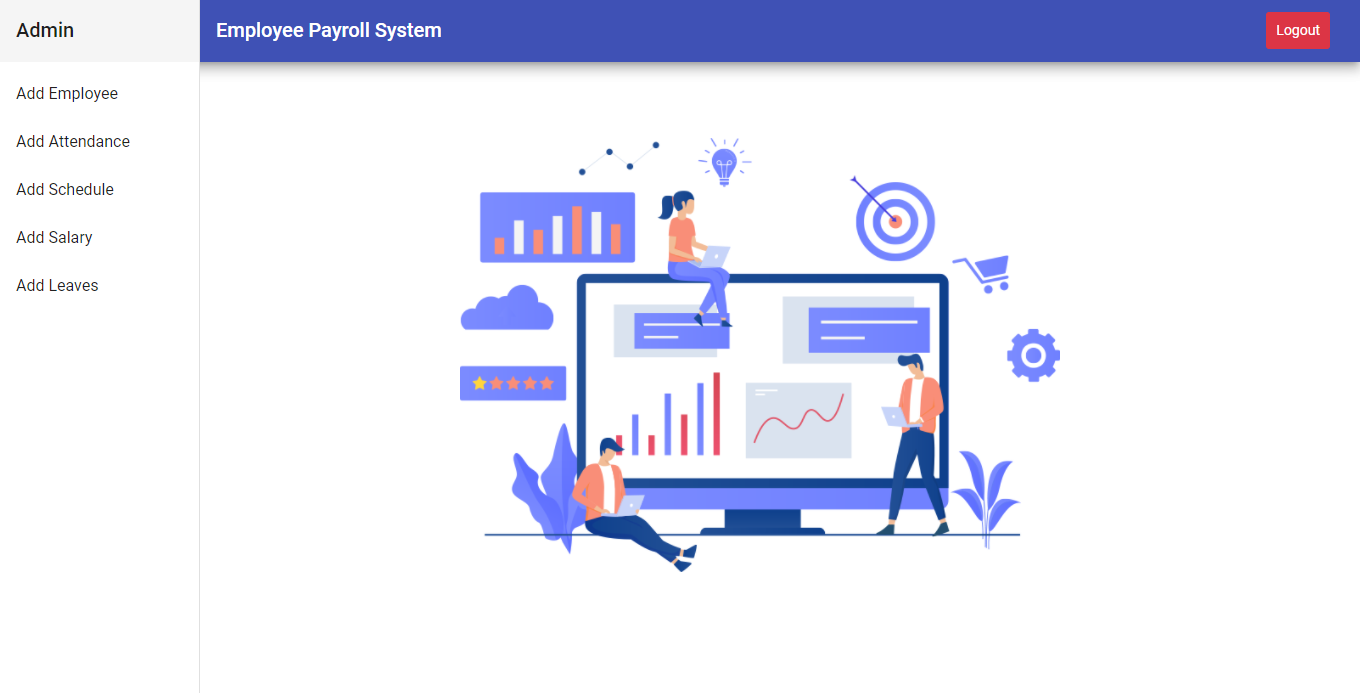 Admin
Employee Payroll System
Logout
Add Employee
Add Attendance
Add Schedule
Add Salary
Add Leaves